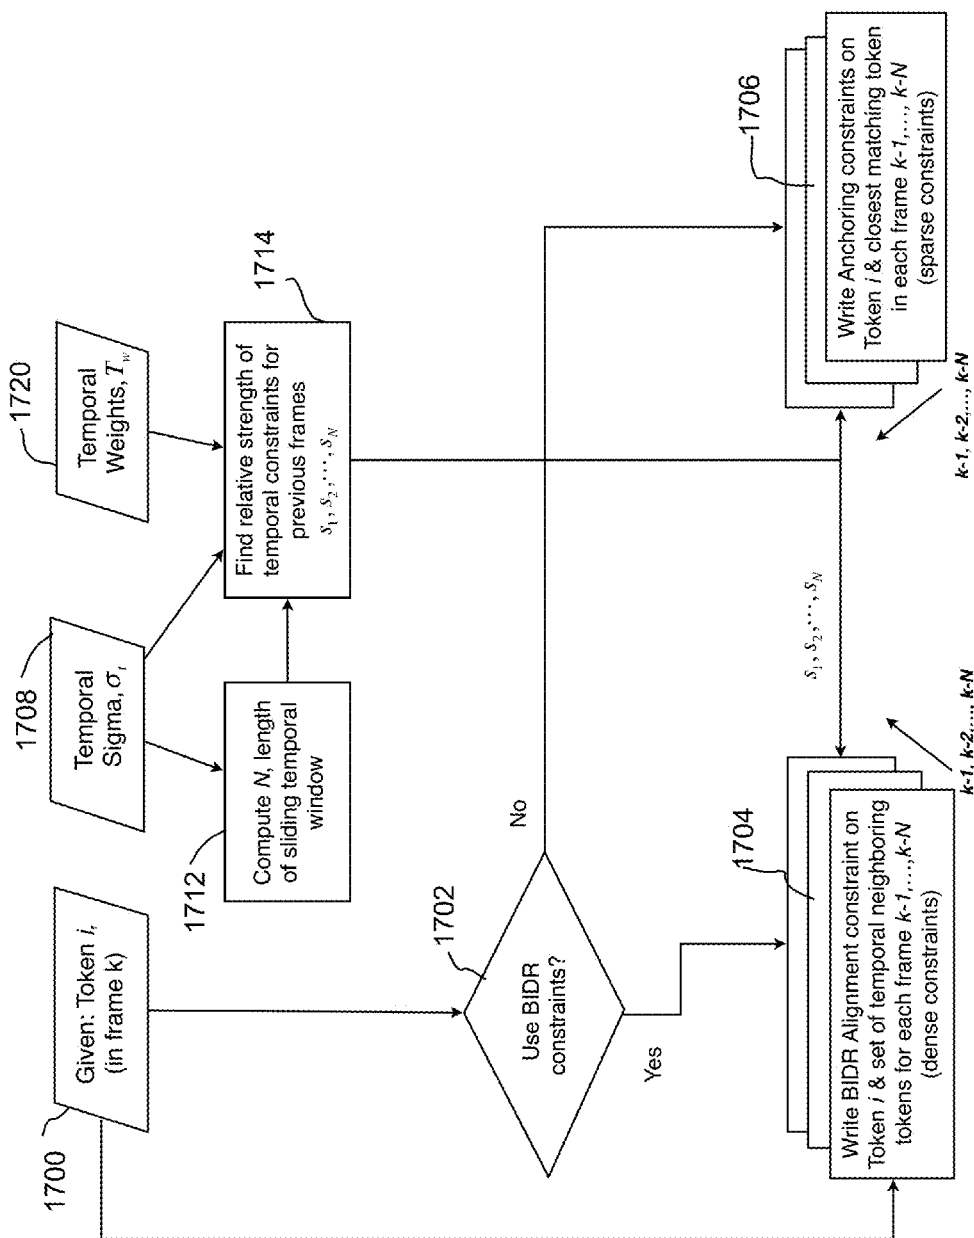 1700
Given: Token i,
(in frame k)
1708
Temporal
Sigma, σt
1720
Temporal
Weights, Tw
1712
Compute N, length
of sliding temporal
window
1714
Find relative strength of
temporal constraints for
previous frames
s1, s2, ..., sN
1702
Use BIDR
constraints?
Yes
No
s1, s2, ..., sN
1704
Write BIDR Alignment constraint on
Token i & set of temporal neighboring
tokens for each frame k-1,...,k-N
(dense constraints)
k-1, k-2,..., k-N
1706
Write Anchoring constraints on
Token i & closest matching token
in each frame k-1,..., k-N
(sparse constraints)
k-1, k-2,..., k-N